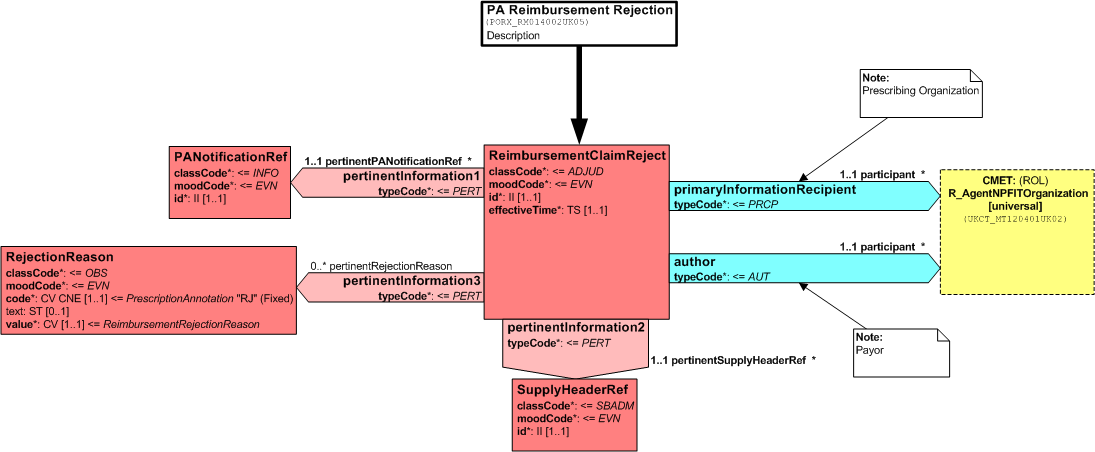 PA Reimbursement Rejection
(PORX_RM014002UK05)
Description
Note:
Prescribing Organization
PANotificationRef
classCode*: <= INFO
moodCode*: <= EVN
id*: II [1..1]
1..1 pertinentPANotificationRef *
pertinentInformation1
typeCode*: <= PERT
ReimbursementClaimReject
classCode*: <= ADJUD
moodCode*: <= EVN
id*: II [1..1]
effectiveTime*: TS [1..1]
1..1 participant *
primaryInformationRecipient
typeCode*: <= PRCP
CMET: (ROL)
R_AgentNPFITOrganization
[universal]
(UKCT_MT120401UK02)
RejectionReason
classCode*: <= OBS
moodCode*: <= EVN
code*: CV CNE [1..1] <= PrescriptionAnnotation "RJ" (Fixed)
text: ST [0..1]
value*: CV [1..1] <= ReimbursementRejectionReason
0..* pertinentRejectionReason
pertinentInformation3
typeCode*: <= PERT
1..1 participant *
author
typeCode*: <= AUT
pertinentInformation2
typeCode*: <= PERT
1..1 pertinentSupplyHeaderRef *
Note:
Payor
SupplyHeaderRef
classCode*: <= SBADM
moodCode*: <= EVN
id*: II [1..1]